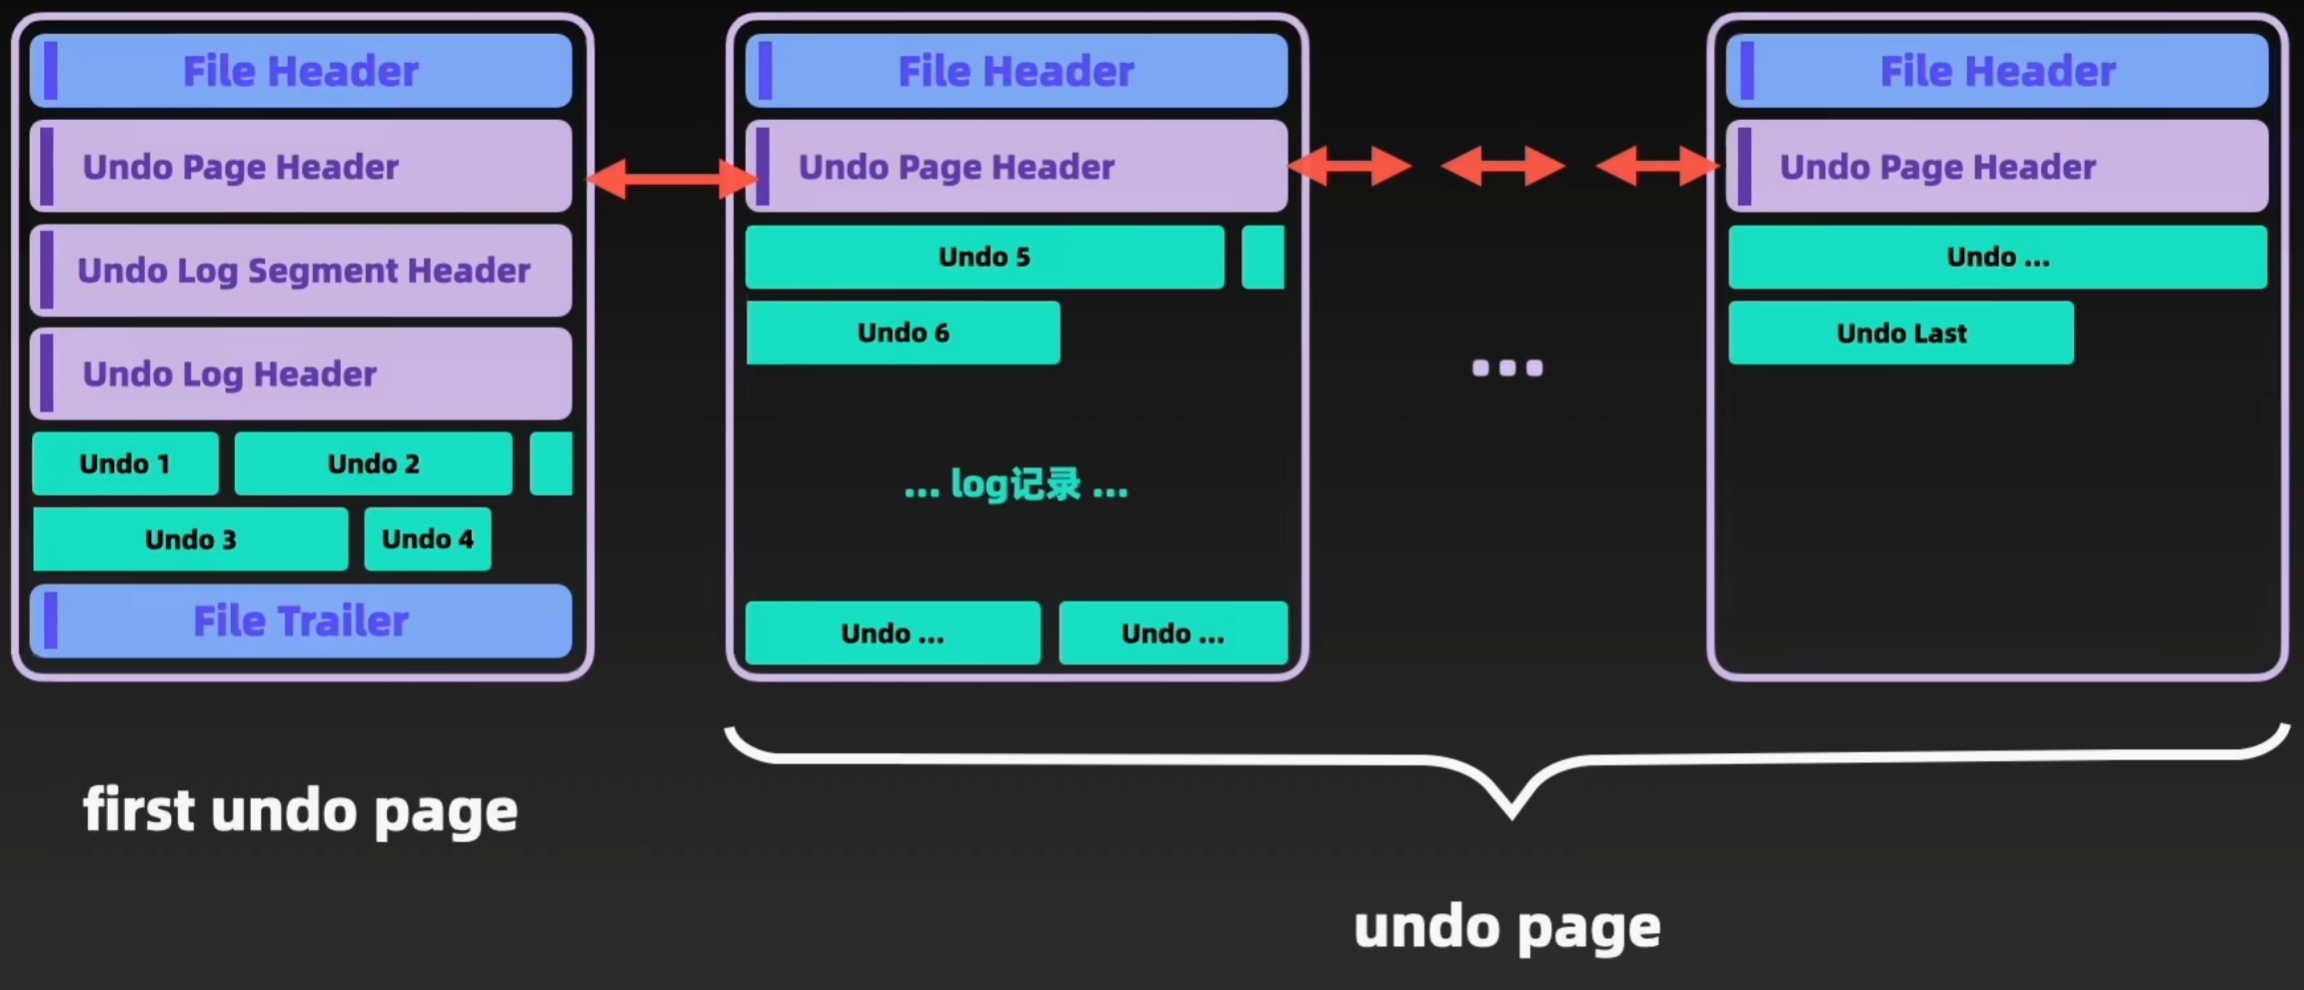 File Header
Undo Page Header
Undo Log Segment Header
Undo Log Header
Undo 1
Undo 2
Undo 3
Undo 4
File Trailer
first undo page
File Header
Undo Page Header
Undo 5
Undo 6
... log记录 ...
Undo ...
Undo ...
...
File Header
Undo Page Header
Undo ...
Undo Last
undo page